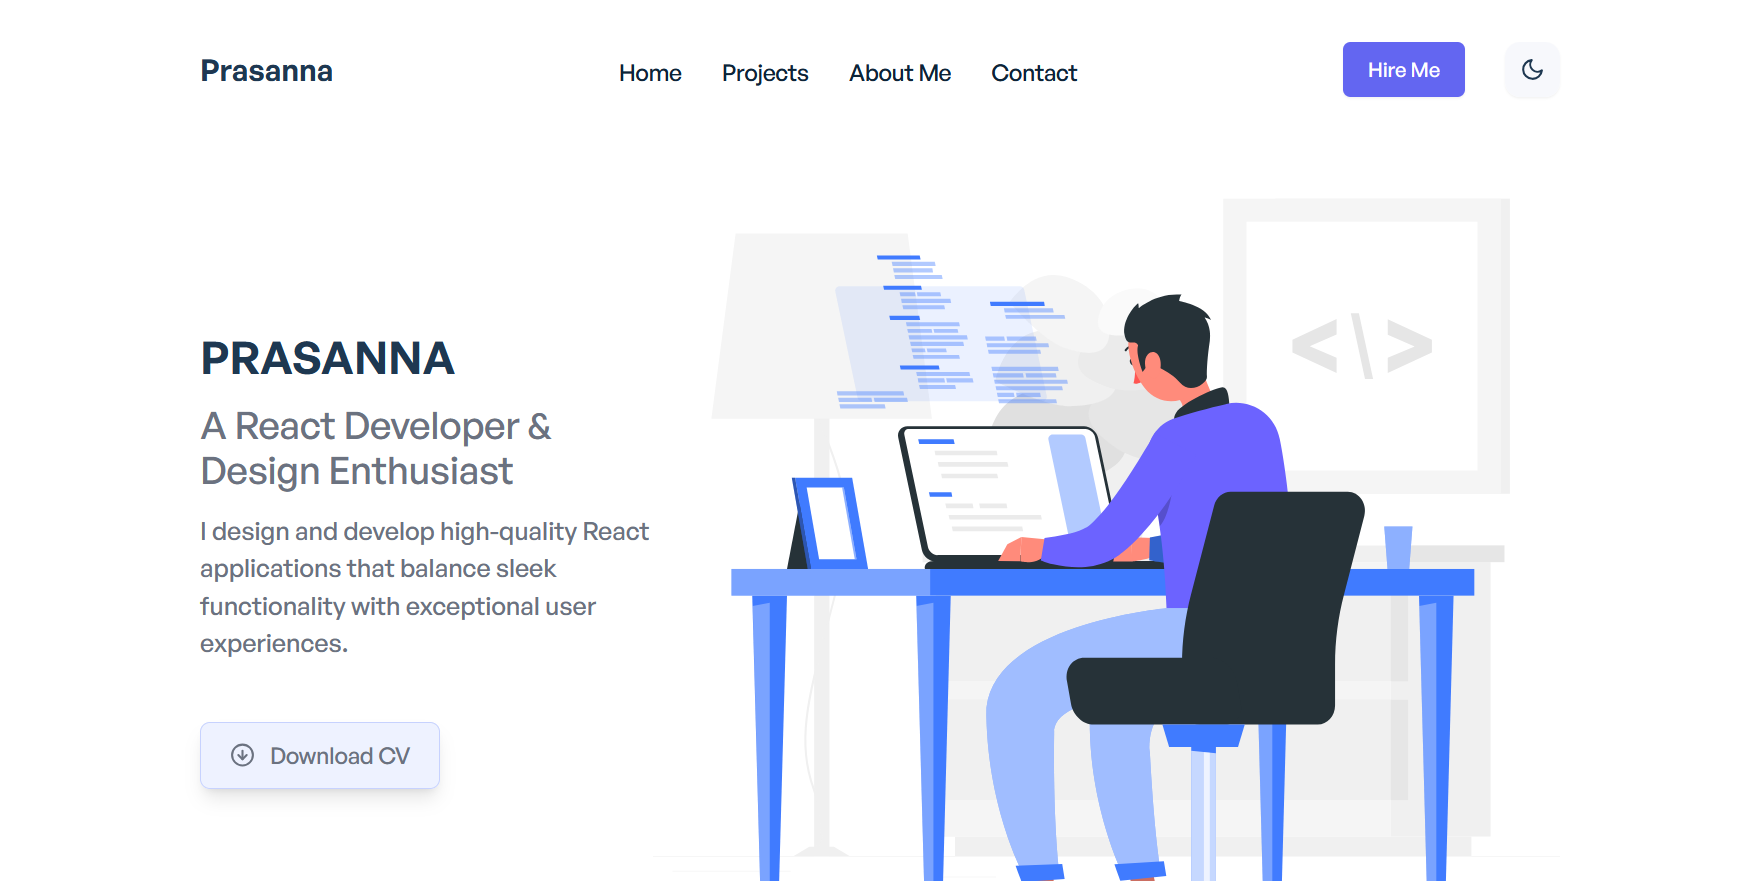 Prasanna
Home Projects About Me Contact
Hire Me
PRASANNA
A React Developer &
Design Enthusiast
I design and develop high-quality React
applications that balance sleek
functionality with exceptional user
experiences.
Download CV
<\>